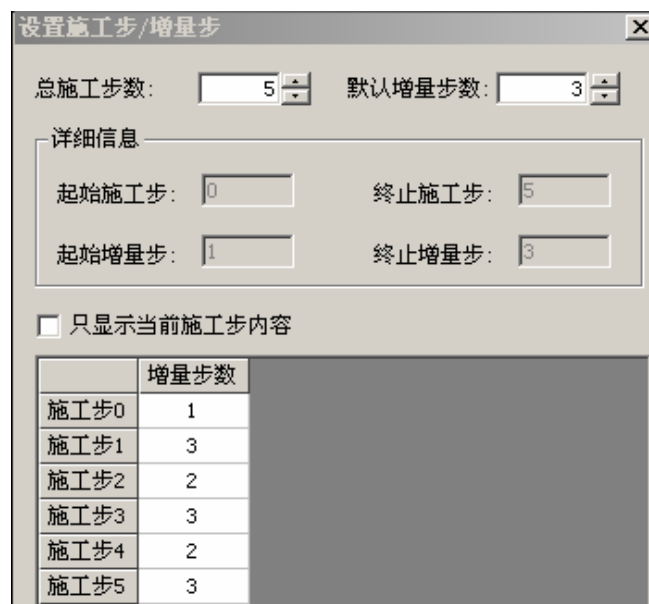 设置施工步/增量步
总施工步数: 5 默认增量步数: 3
详细信息
起始施工步: 0 终止施工步: 5
起始增量步: 1 终止增量步: 3
只显示当前施工步内容
增量步数
施工步0 1
施工步1 3
施工步2 2
施工步3 3
施工步4 2
施工步5 3